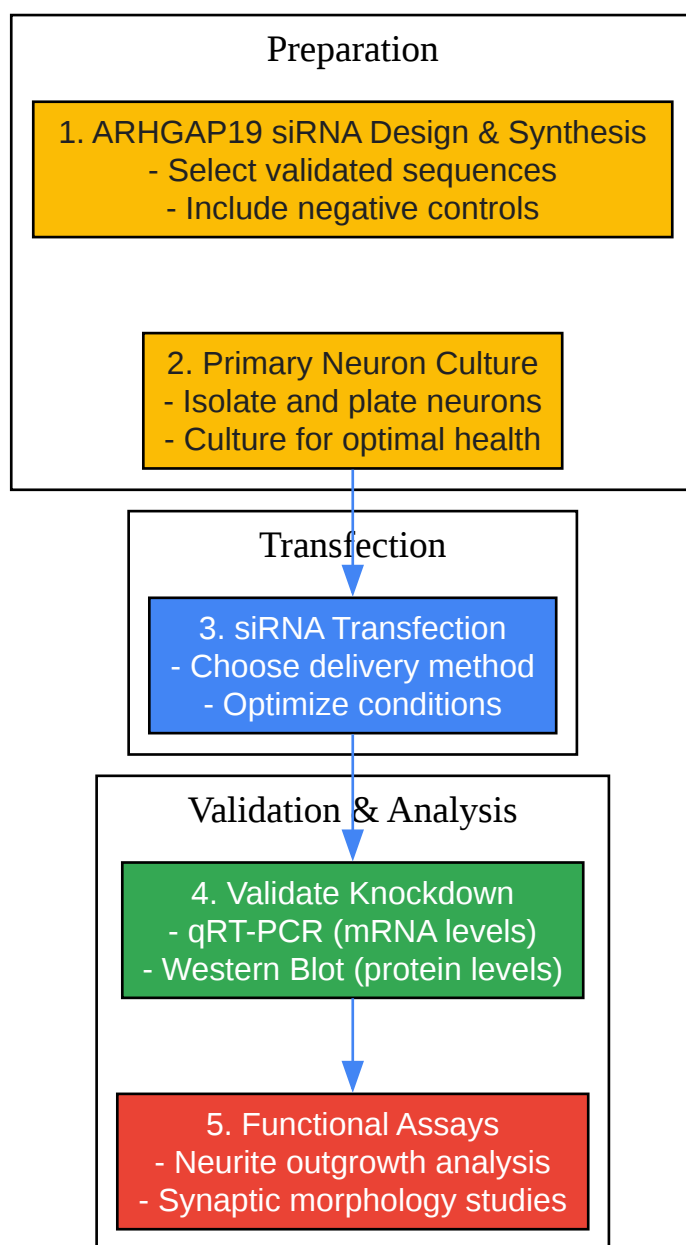 Preparation
1. ARHGAP19 siRNA Design & Synthesis
- Select validated sequences
- Include negative controls
2. Primary Neuron Culture
- Isolate and plate neurons
- Culture for optimal health
Transfection
3. siRNA Transfection
- Choose delivery method
- Optimize conditions
Validation & Analysis
4. Validate Knockdown
- qRT-PCR (mRNA levels)
- Western Blot (protein levels)
5. Functional Assays
- Neurite outgrowth analysis
- Synaptic morphology studies